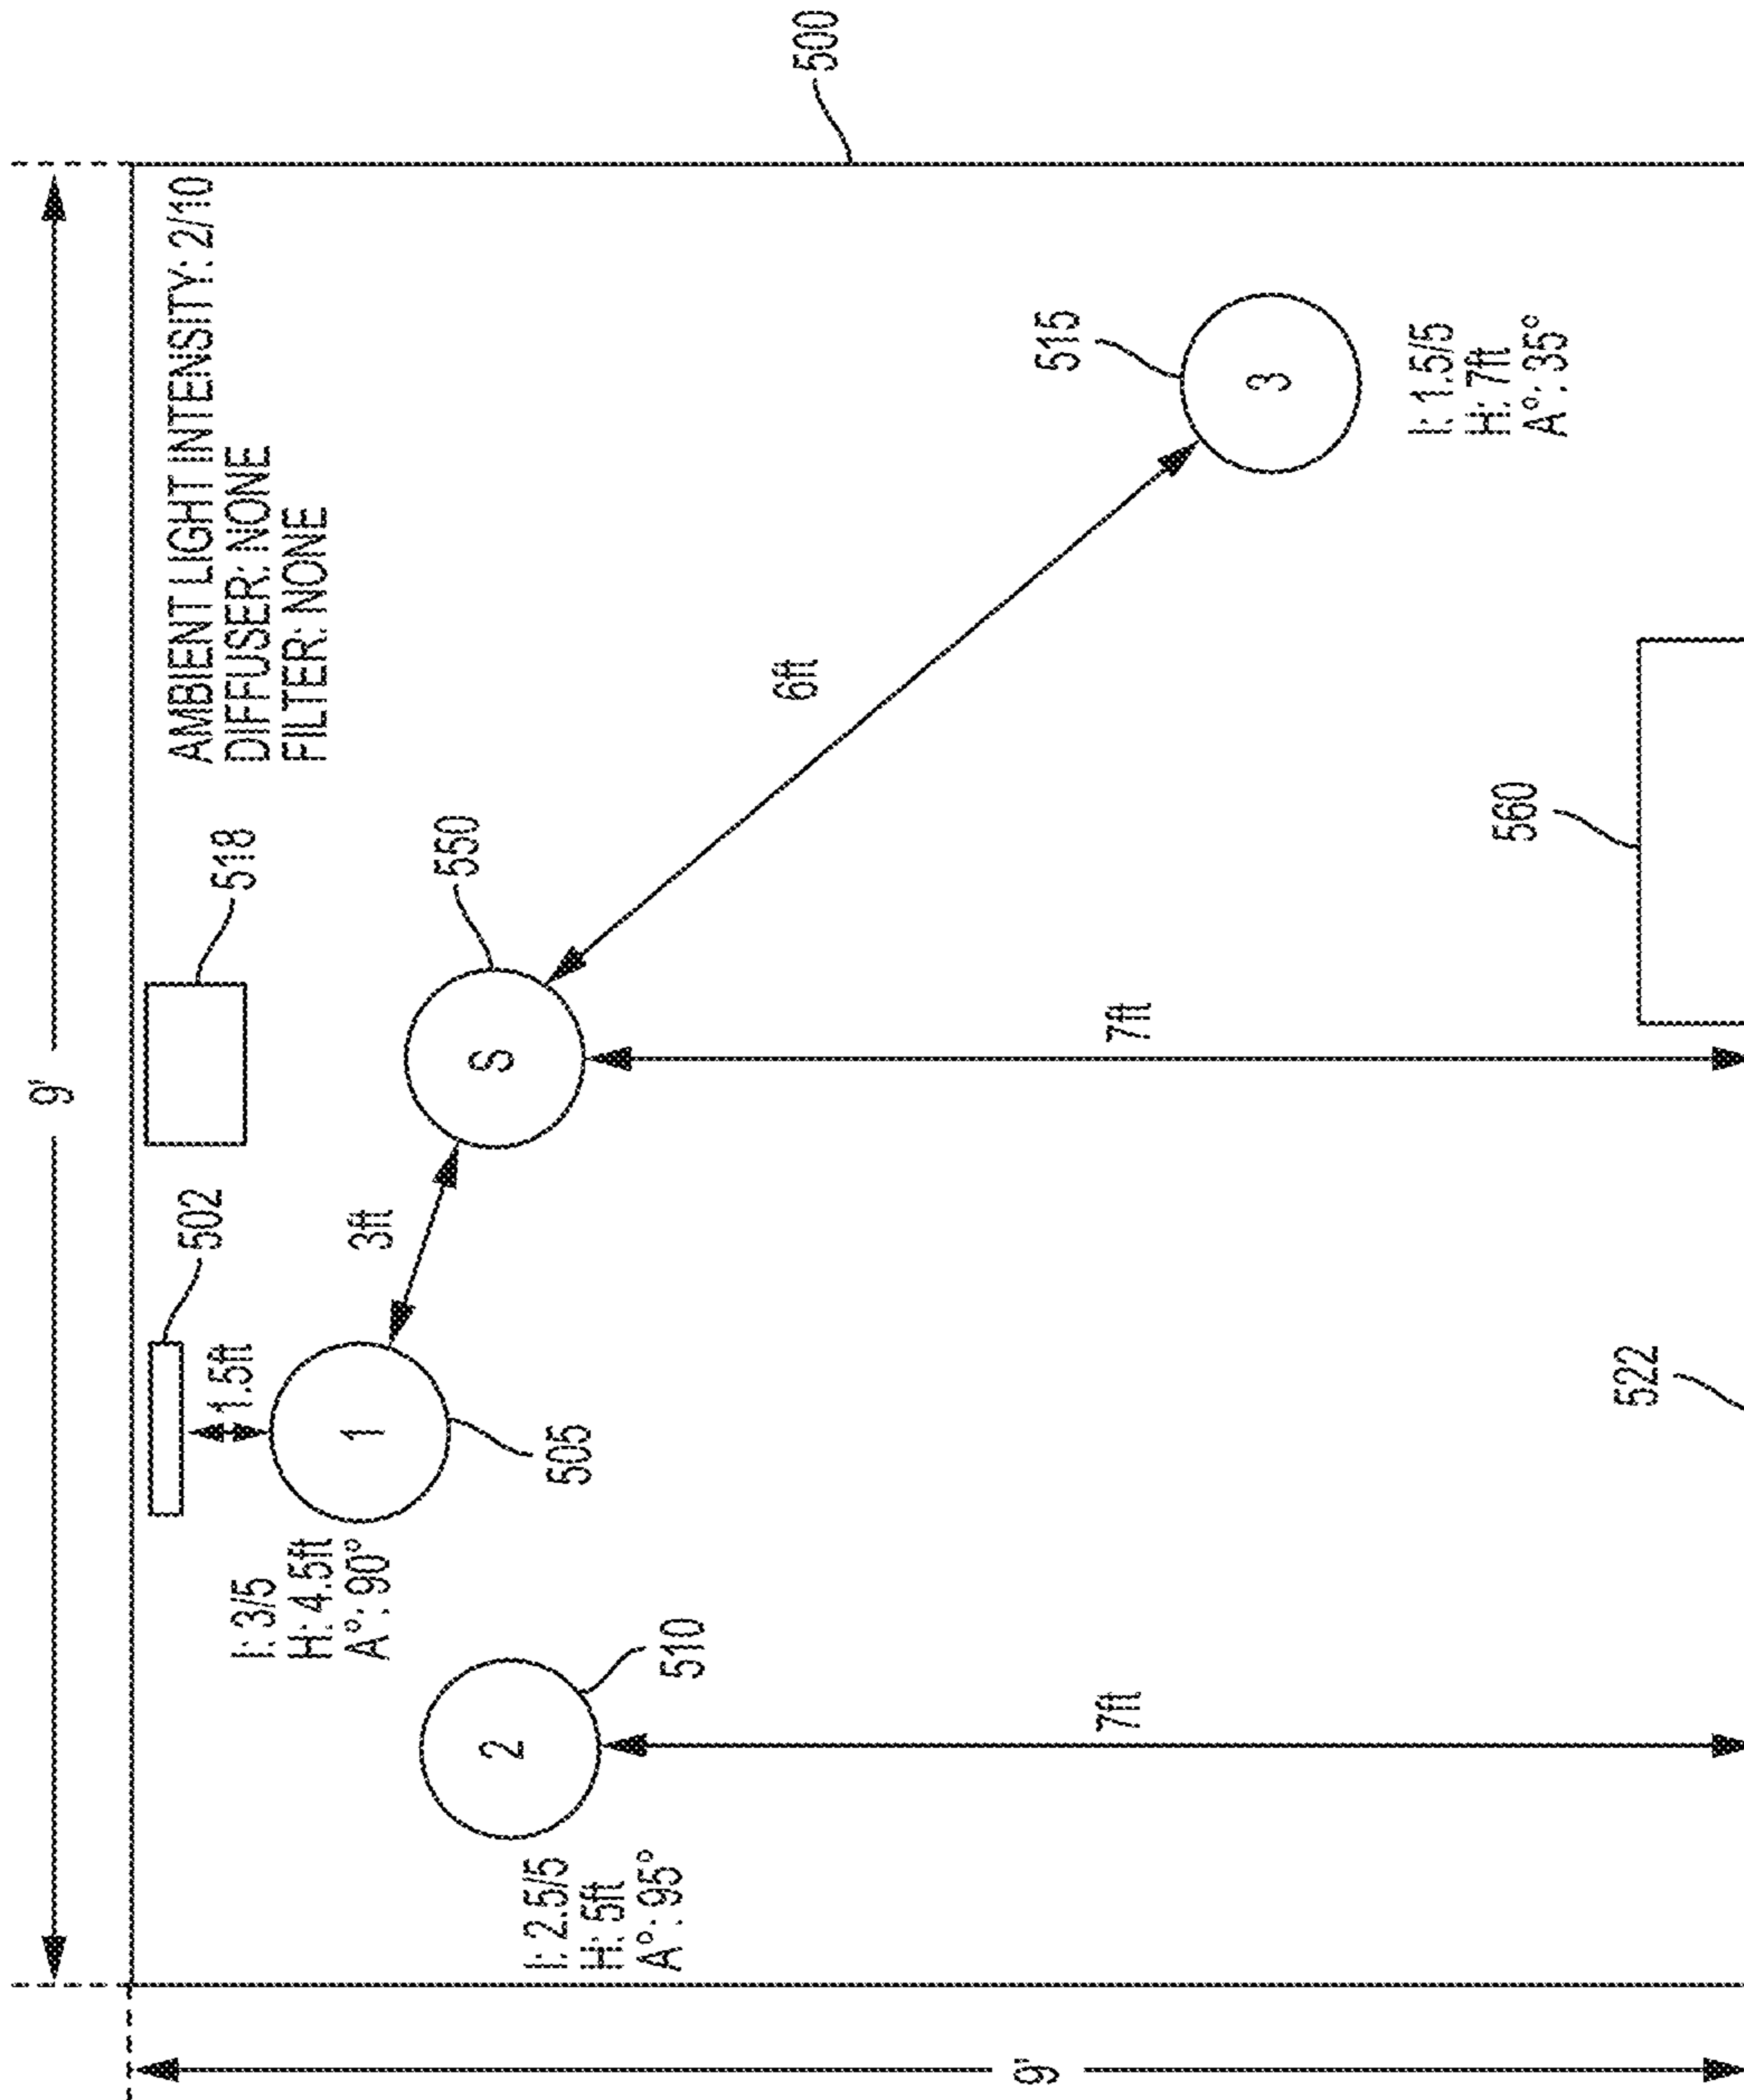 9'
500
AMBIENT LIGHT INTENSITY: 2/10
DIFFUSER: NONE
FILTER: NONE
518
502
1.5ft
1
505
I: 3/5
H: 4.5ft
A°: 90°
3ft
S
550
6ft
2
510
I: 2.5/5
H: 5ft
A°: 95°
515
3
I: 1.5/5
H: 7ft
A°: 35°
7ft
7ft
560
522
9'